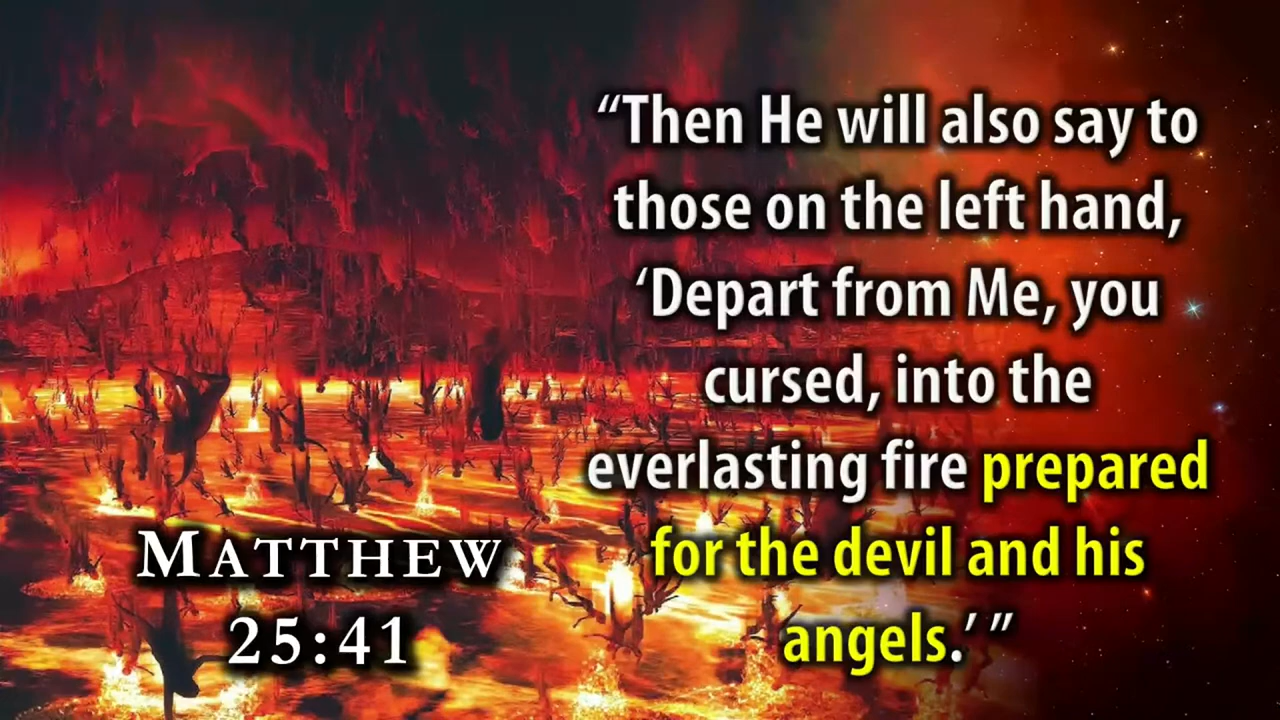 “Then He will also say to
those on the left hand,
‘Depart from Me, you
cursed, into the
everlasting fire prepared
for the devil and his
angels.’ ”
MATTHEW
25:41